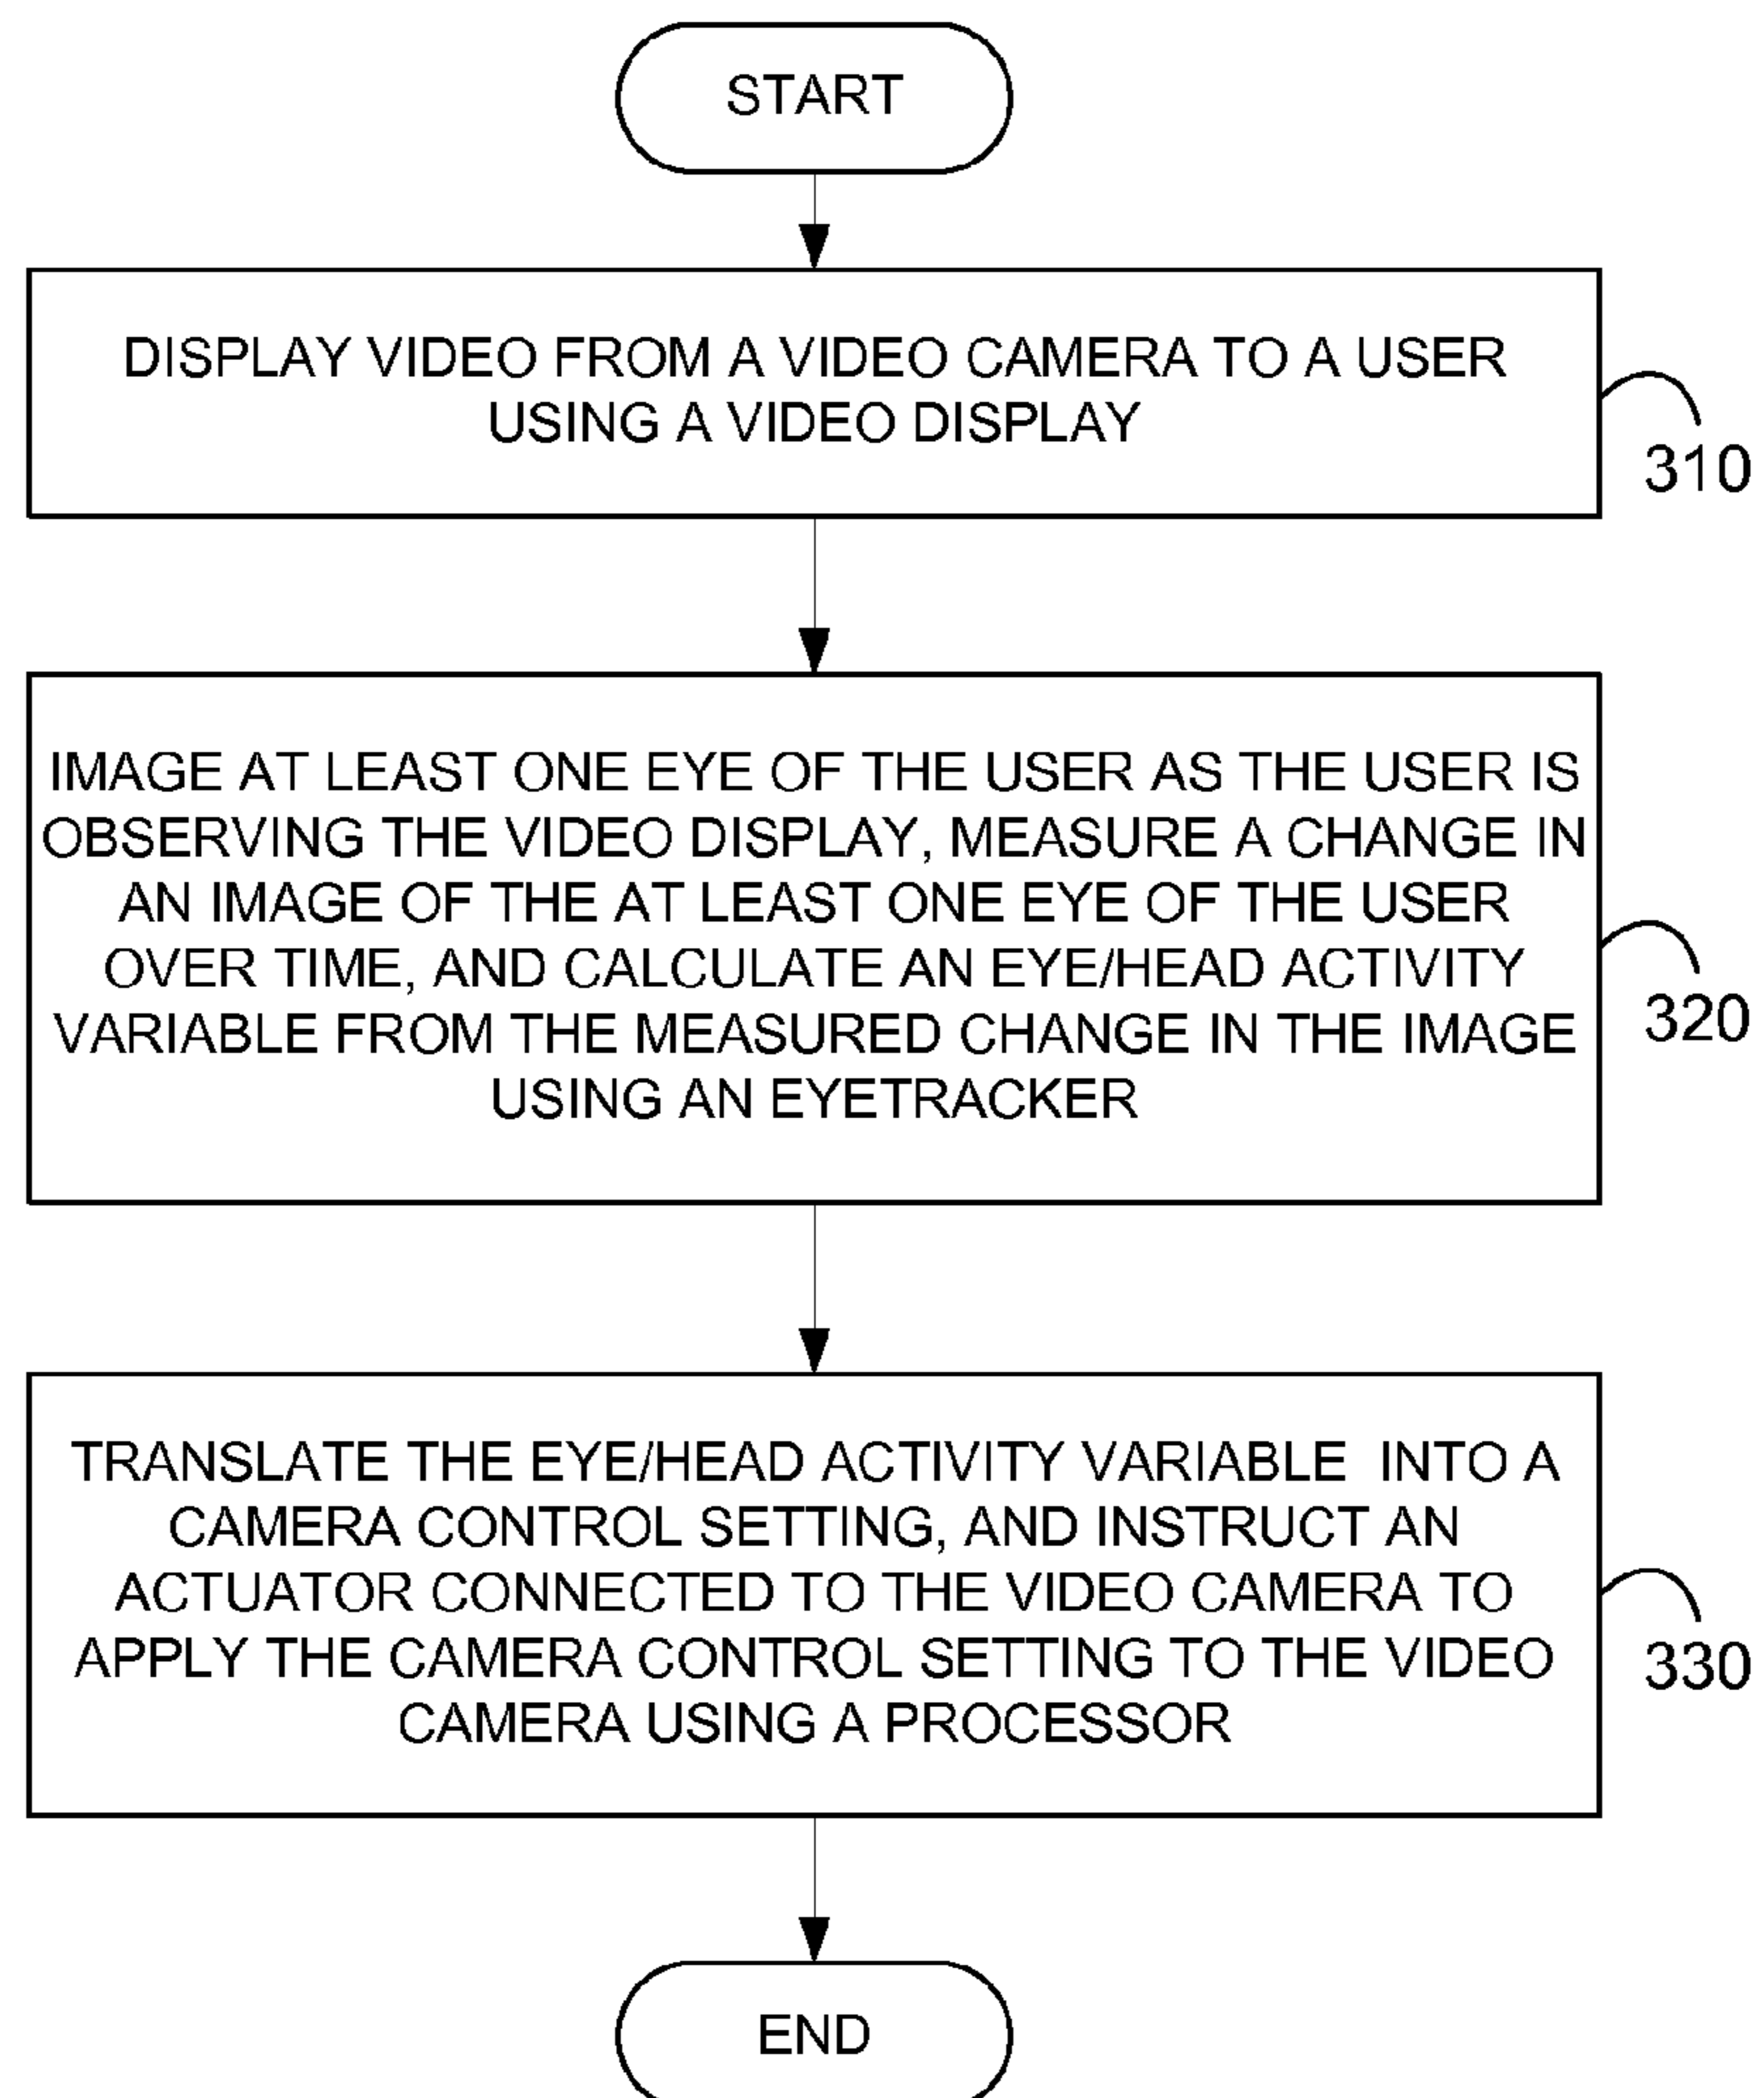 START
DISPLAY VIDEO FROM A VIDEO CAMERA TO A USER
USING A VIDEO DISPLAY
310
IMAGE AT LEAST ONE EYE OF THE USER AS THE USER IS
OBSERVING THE VIDEO DISPLAY, MEASURE A CHANGE IN
AN IMAGE OF THE AT LEAST ONE EYE OF THE USER
OVER TIME, AND CALCULATE AN EYE/HEAD ACTIVITY
VARIABLE FROM THE MEASURED CHANGE IN THE IMAGE
USING AN EYETRACKER
320
TRANSLATE THE EYE/HEAD ACTIVITY VARIABLE INTO A
CAMERA CONTROL SETTING, AND INSTRUCT AN
ACTUATOR CONNECTED TO THE VIDEO CAMERA TO
APPLY THE CAMERA CONTROL SETTING TO THE VIDEO
CAMERA USING A PROCESSOR
330
END